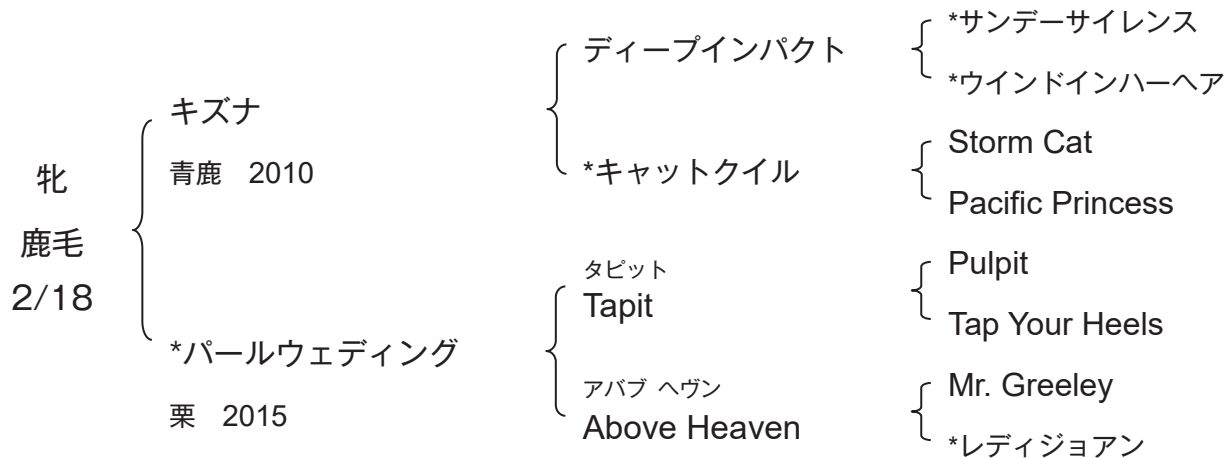 牝
鹿毛
2/18
キズナ
青鹿　2010
*パールウェディング
栗　2015
ディープインパクト
*キャットクイル
タピット
Tapit
アバブ ヘヴン
Above Heaven
*サンデーサイレンス
*ウインドインハーヘア
Storm Cat
Pacific Princess
Pulpit
Tap Your Heels
Mr. Greeley
*レディジョアン